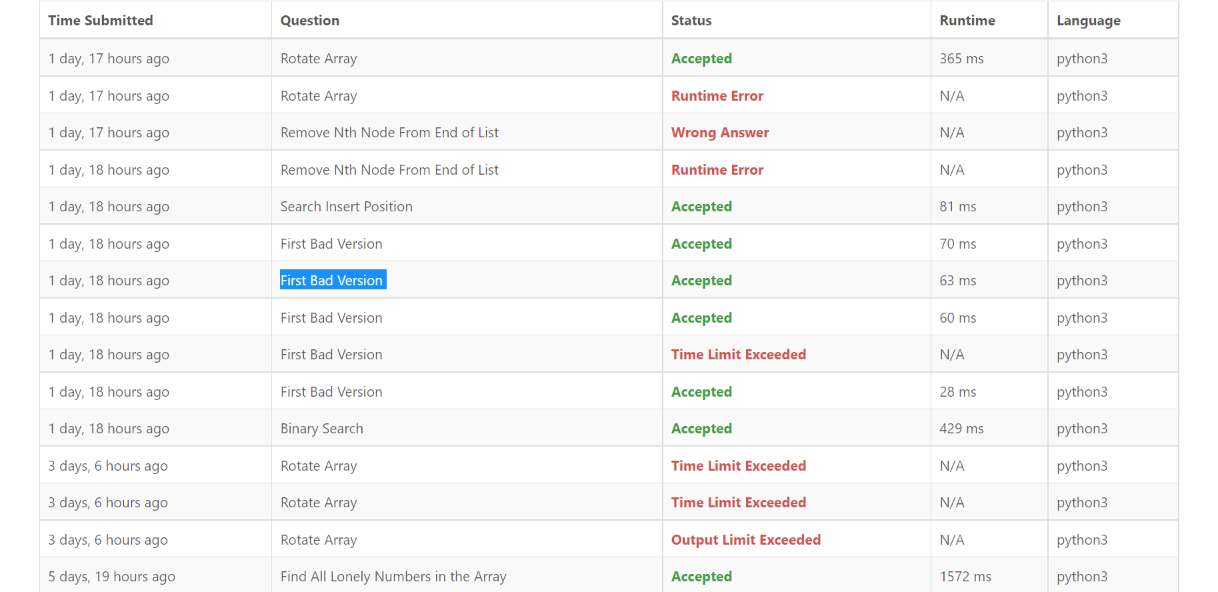 Time Submitted Question Status Runtime Language
1 day, 17 hours ago Rotate Array Accepted 365 ms python3
1 day, 17 hours ago Rotate Array Runtime Error N/A python3
1 day, 17 hours ago Remove Nth Node From End of List Wrong Answer N/A python3
1 day, 18 hours ago Remove Nth Node From End of List Runtime Error N/A python3
1 day, 18 hours ago Search Insert Position Accepted 81 ms python3
1 day, 18 hours ago First Bad Version Accepted 70 ms python3
1 day, 18 hours ago First Bad Version Accepted 63 ms python3
1 day, 18 hours ago First Bad Version Accepted 60 ms python3
1 day, 18 hours ago First Bad Version Time Limit Exceeded N/A python3
1 day, 18 hours ago First Bad Version Accepted 28 ms python3
1 day, 18 hours ago Binary Search Accepted 429 ms python3
3 days, 6 hours ago Rotate Array Time Limit Exceeded N/A python3
3 days, 6 hours ago Rotate Array Time Limit Exceeded N/A python3
3 days, 6 hours ago Rotate Array Output Limit Exceeded N/A python3
5 days, 19 hours ago Find All Lonely Numbers in the Array Accepted 1572 ms python3